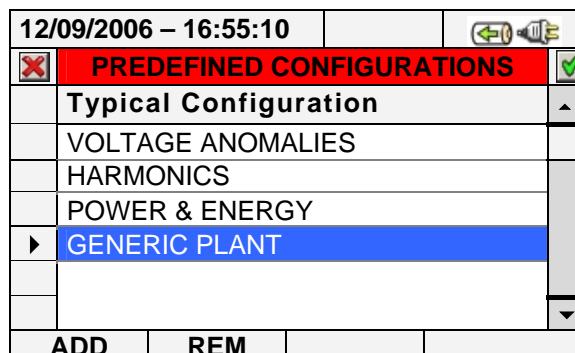 12/09/2006 – 16:55:10
PREDEFINED CONFIGURATIONS
Typical Configuration
VOLTAGE ANOMALIES
HARMONICS
POWER & ENERGY
GENERIC PLANT
ADD REM